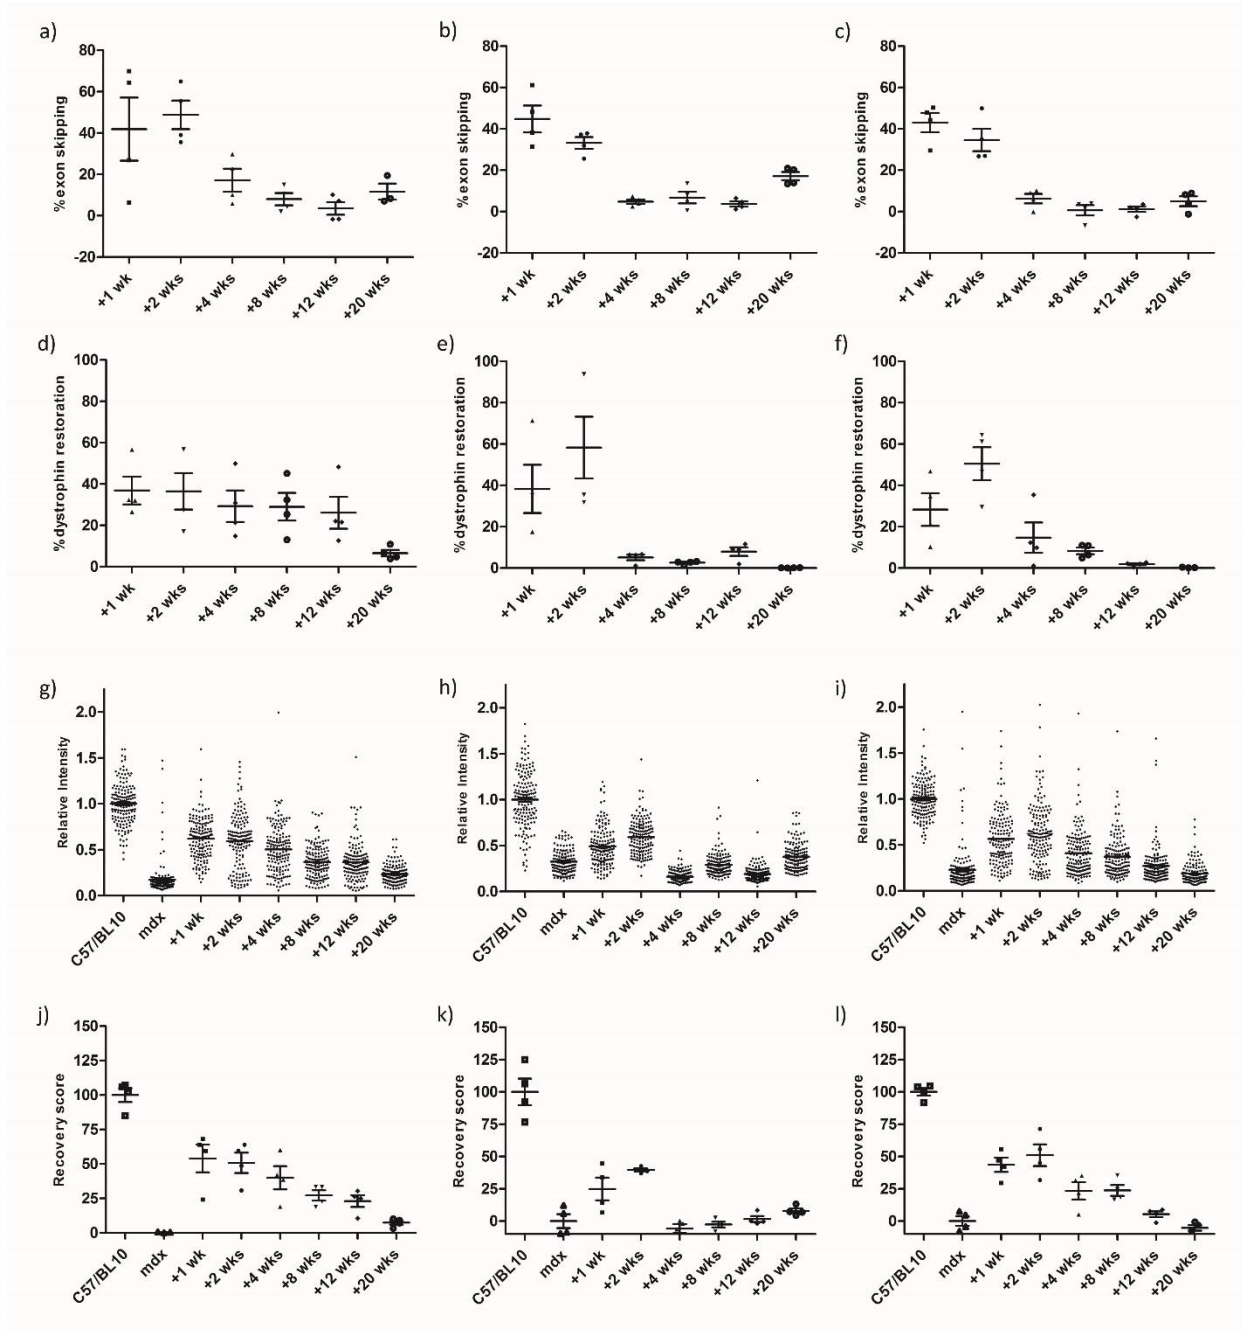 a)
80
60
40
20
0
-20
%exon skipping
+1 wk
+2 wks
+4 wks
+8 wks
+12 wks
+20 wks
b)
80
60
40
20
0
-20
%exon skipping
+1 wk
+2 wks
+4 wks
+8 wks
+12 wks
+20 wks
c)
80
60
40
20
0
-20
%exon skipping
+1 wk
+2 wks
+4 wks
+8 wks
+12 wks
+20 wks
d)
100
80
60
40
20
0
%dystrophin restoration
+1 wk
+2 wks
+4 wks
+8 wks
+12 wks
+20 wks
e)
100
80
60
40
20
0
%dystrophin restoration
+1 wk
+2 wks
+4 wks
+8 wks
+12 wks
+20 wks
f)
100
80
60
40
20
0
%dystrophin restoration
+1 wk
+2 wks
+4 wks
+8 wks
+12 wks
+20 wks
g)
2.0
1.5
1.0
0.5
0.0
Relative Intensity
C57/BL10
mdx
+1 wk
+2 wks
+4 wks
+8 wks
+12 wks
+20 wks
h)
2.0
1.5
1.0
0.5
0.0
Relative Intensity
C57/BL10
mdx
+1 wk
+2 wks
+4 wks
+8 wks
+12 wks
+20 wks
i)
2.0
1.5
1.0
0.5
0.0
Relative Intensity
C57/BL10
mdx
+1 wk
+2 wks
+4 wks
+8 wks
+12 wks
+20 wks
j)
150
125
100
75
50
25
0
Recovery score
C57/BL10
mdx
+1 wk
+2 wks
+4 wks
+8 wks
+12 wks
+20 wks
k)
150
125
100
75
50
25
0
Recovery score
C57/BL10
mdx
+1 wk
+2 wks
+4 wks
+8 wks
+12 wks
+20 wks
l)
150
125
100
75
50
25
0
Recovery score
C57/BL10
mdx
+1 wk
+2 wks
+4 wks
+8 wks
+12 wks
+20 wks